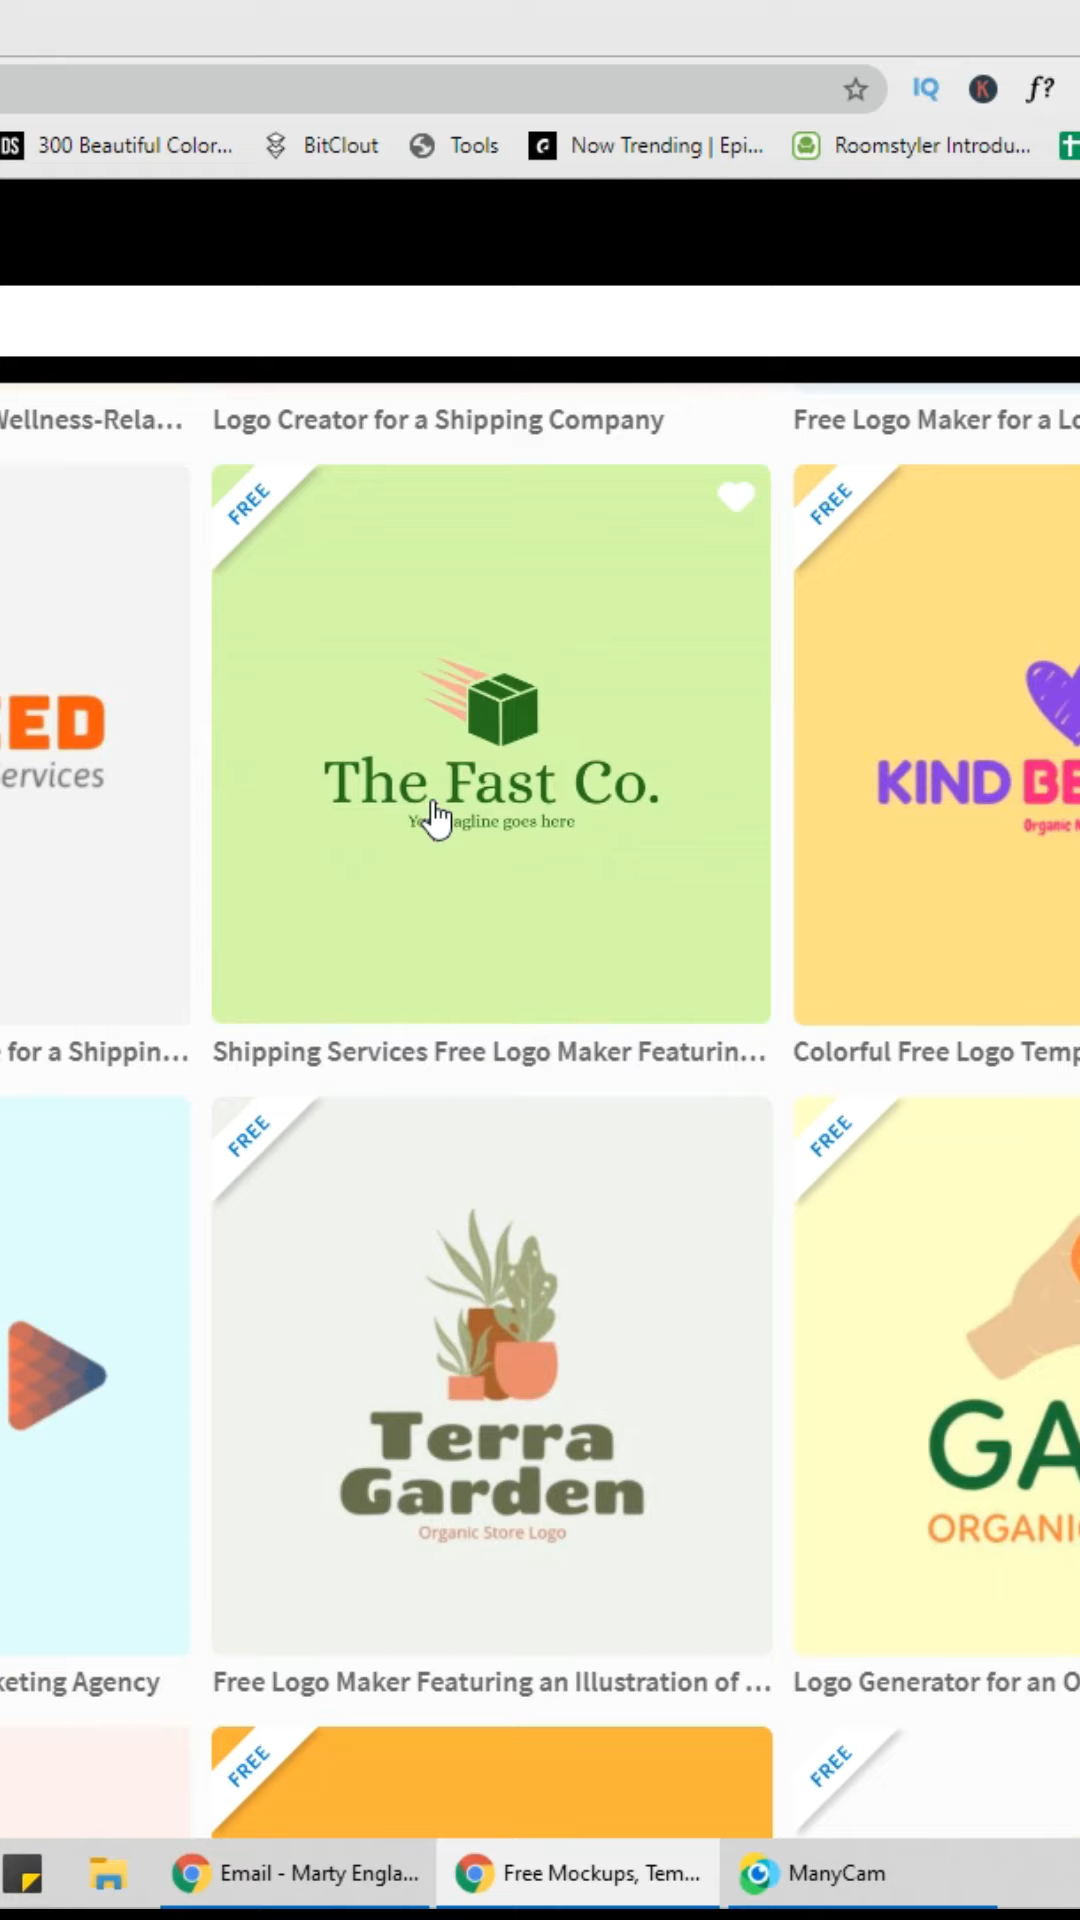 IQ K f?
DS 300 Beautiful Color... BitClout Tools Now Trending | Epi... Roomstyler Introdu...
Wellness-Rela... Logo Creator for a Shipping Company Free Logo Maker for a Lo
FREE
FREE
EED
ervices
The Fast Co.
agline goes here
KIND BE
Organic
for a Shippin... Shipping Services Free Logo Maker Featurin... Colorful Free Logo Temp
FREE
FREE
Terra
Garden
Organic Store Logo
GA
ORGANI
keting Agency Free Logo Maker Featuring an Illustration of ... Logo Generator for an O
FREE
FREE
Email - Marty Engla... Free Mockups, Tem... ManyCam